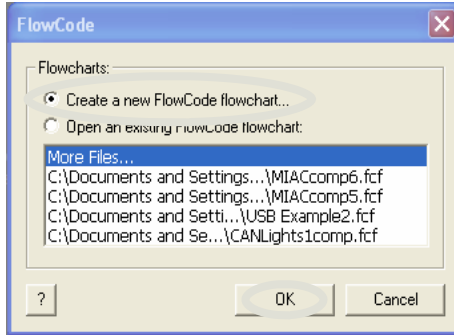 FlowCode
Flowcharts:
Create a new FlowCode flowchart...
Open an existing FlowCode flowchart:
More Files...
C:\Documents and Settings...\MIACcomp6.fcf
C:\Documents and Settings...\MIACcomp5.fcf
C:\Documents and Setti...\USB Example2.fcf
C:\Documents and Se...\CANLights1comp.fcf
? OK Cancel